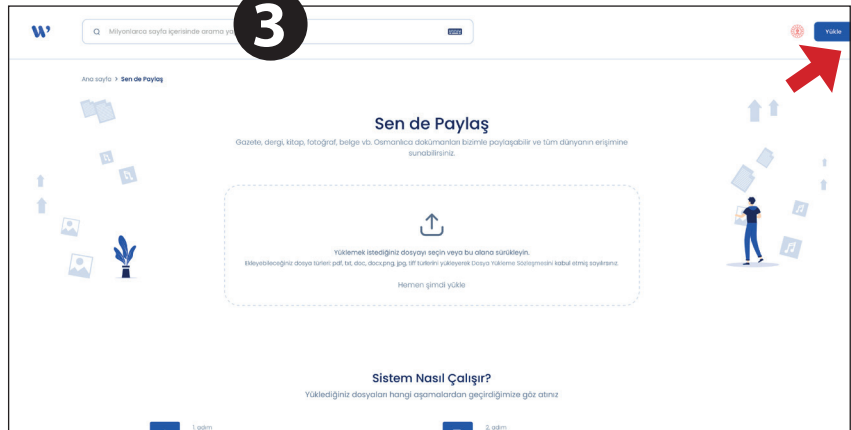 3
W
Milyonlarca sayfa içerisinde arama ya
Yükle
Ana sayfa > Sen de Paylaş
Sen de Paylaş
Gazete, dergi, kitap, fotoğraf, belge vb. Osmanlıca dakümanları bizimle paylaşabilir ve tüm dünyanın erişimine
sunabilirsiniz.
Yüklemek istediğiniz dosyayı seçin veya bu alana sürükleyin.
Ekleyebileceğiniz dosya türleri: pdf, txt, doc, docx.png, jpg, tiff türlerini yükleyerek Dosya Yükleme Sözleşmesini kabul etmiş sayılırsınız.
Hemen şimdi yükle
Sistem Nasıl Çalışır?
Yüklediğiniz dosyaları hangi aşamalardan geçirdiğimize göz atınız
1. adım
2. adım